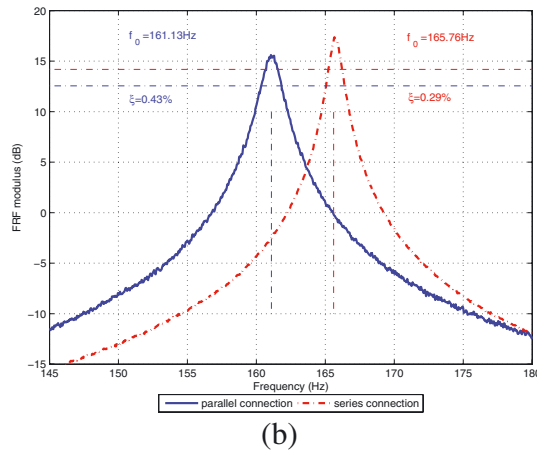 f 0 =161.13Hz
f 0 =165.76Hz
ξ=0.43%
ξ=0.29%
FRF modulus (dB)
20
15
10
5
0
−5
−10
−15
145
150
155
160
165
170
175
180
Frequency (Hz)
parallel connection
series connection
(b)